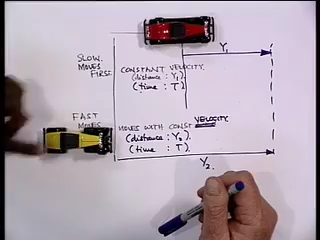 Y₁
SLOW.
MOVES
FIRST
CONSTANT VELOCITY.
(distance : Y₁).
(time : T)
FAST
MOVES
MOVES WITH CONST VELOCITY
(distance : Y₂).
(time : T)
Y₂.